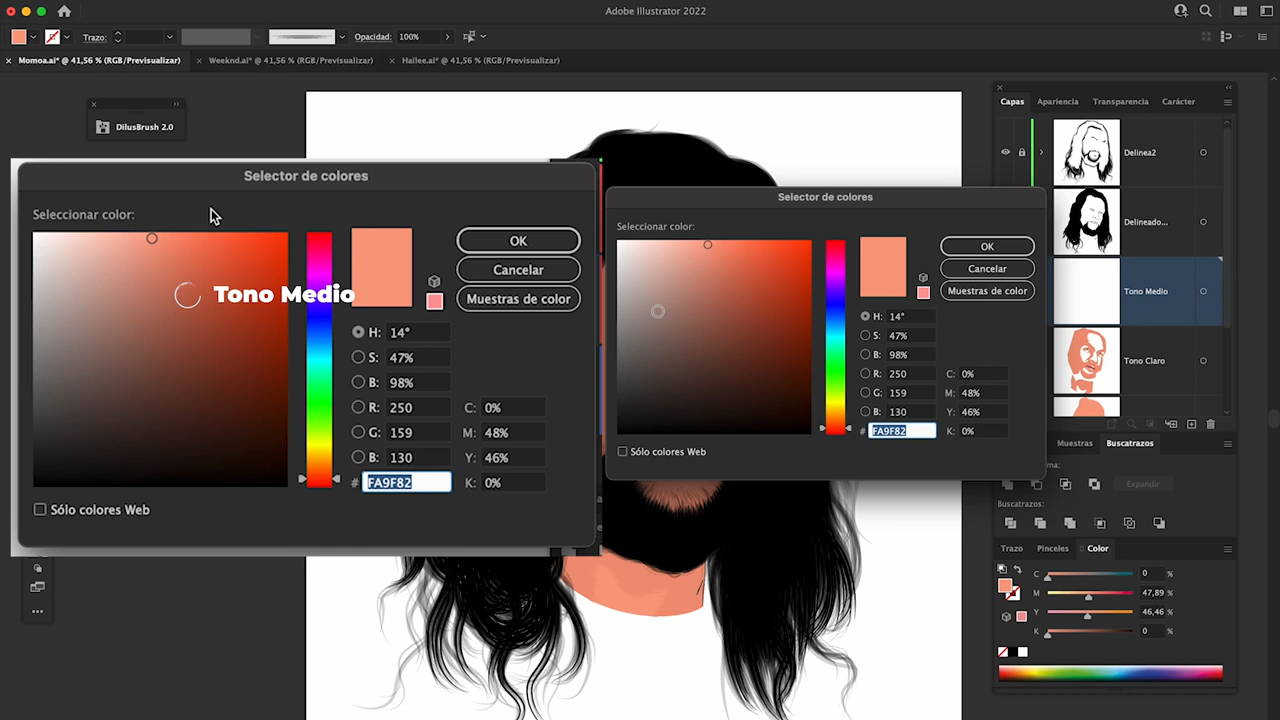 Adobe Illustrator 2022
Trazo:
Opacidad:
100%
Momoa.ai* @ 41,56 % (RGB/Previsualizar)
Weeknd.ai* @ 41,56 % (RGB/Previsualizar)
Hailee.ai* @ 41,56 % (RGB/Previsualizar)
DilusBrush 2.0
Selector de colores
Seleccionar color:
OK
Cancelar
Muestras de color
Tono Medio
H: 14°
S: 47%
B: 98%
R: 250
G: 159
B: 130
# FA9F82
C: 0%
M: 48%
Y: 46%
K: 0%
Sólo colores Web
Selector de colores
Seleccionar color:
OK
Cancelar
Muestras de color
H: 14°
S: 47%
B: 98%
R: 250
G: 159
B: 130
# FA9F82
C: 0%
M: 48%
Y: 46%
K: 0%
Sólo colores Web
Capas
Apariencia
Transparencia
Carácter
Delinea2
Delineado...
Tono Medio
Tono Claro
Muestras
Buscatrazos
ma:
Expandir
Buscatrazos:
Trazo
Pinceles
Color
C 0 %
M 47,89 %
Y 46,46 %
K 0 %